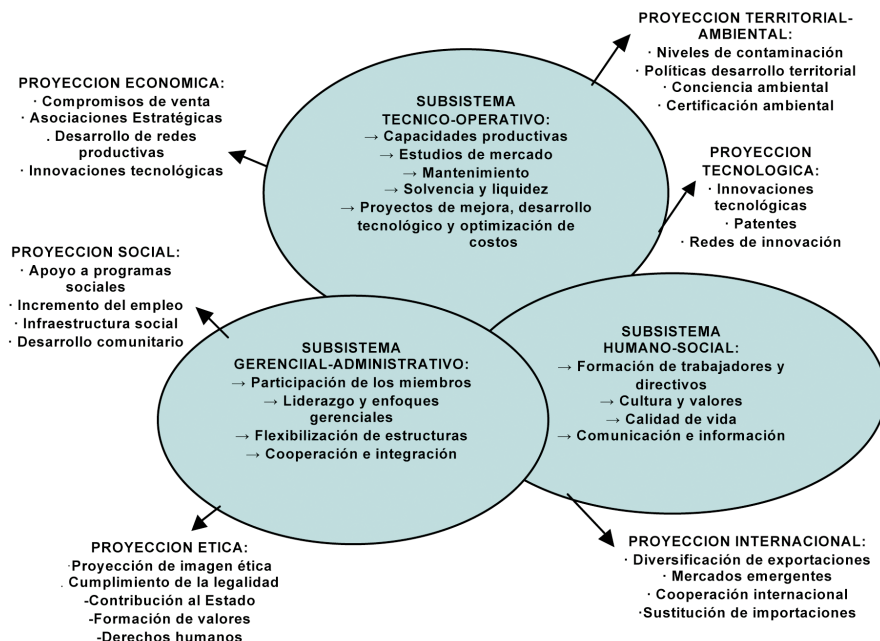 PROYECCION TERRITORIAL-
AMBIENTAL:
· Niveles de contaminación
· Políticas desarrollo territorial
· Conciencia ambiental
· Certificación ambiental
PROYECCION ECONOMICA:
· Compromisos de venta
· Asociaciones Estratégicas
. Desarrollo de redes
productivas
· Innovaciones tecnológicas
SUBSISTEMA
TECNICO-OPERATIVO:
→ Capacidades productivas
→ Estudios de mercado
→ Mantenimiento
→ Solvencia y liquidez
→ Proyectos de mejora, desarrollo
tecnológico y optimización de
costos
PROYECCION
TECNOLOGICA:
· Innovaciones
tecnológicas
· Patentes
· Redes de innovación
PROYECCION SOCIAL:
· Apoyo a programas
sociales
· Incremento del empleo
· Infraestructura social
· Desarrollo comunitario
SUBSISTEMA
GERENCIIAL-ADMINISTRATIVO:
→ Participación de los miembros
→ Liderazgo y enfoques
gerenciales
→ Flexibilización de estructuras
→ Cooperación e integración
SUBSISTEMA
HUMANO-SOCIAL:
→ Formación de trabajadores y
directivos
→ Cultura y valores
→ Calidad de vida
→ Comunicación e información
PROYECCION ETICA:
·Proyección de imagen ética
. Cumplimiento de la legalidad
-Contribución al Estado
-Formación de valores
-Derechos humanos
PROYECCION INTERNACIONAL:
· Diversificación de exportaciones
· Mercados emergentes
· Cooperación internacional
·Sustitución de importaciones